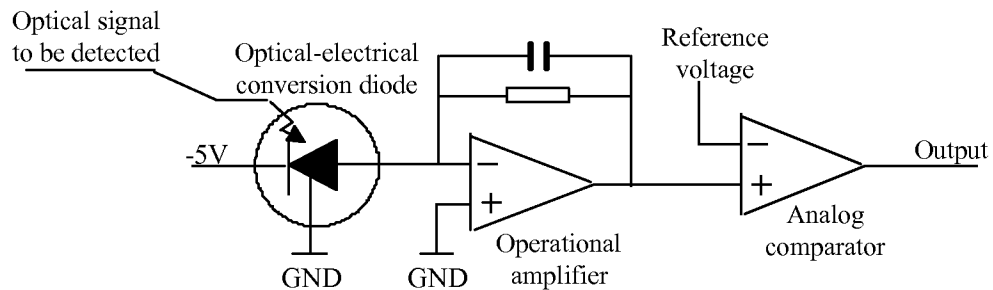 Optical signal
to be detected
Optical-electrical
conversion diode
Reference
voltage
-5V
−
+
−
+
Output
GND
GND
Operational
amplifier
Analog
comparator